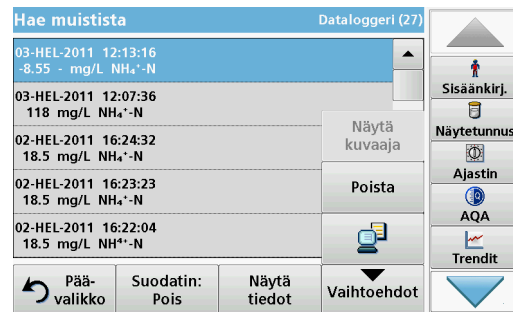 Hae muistista
Dataloggeri (27)
03-HEL-2011 12:13:16
-8.55 - mg/L NH₄⁺-N
03-HEL-2011 12:07:36
118 mg/L NH₄⁺-N
02-HEL-2011 16:24:32
18.5 mg/L NH₄⁺-N
02-HEL-2011 16:23:23
18.5 mg/L NH₄⁺-N
02-HEL-2011 16:22:04
18.5 mg/L NH⁴⁺-N
Näytä
kuvaaja
Poista
Pää-
valikko
Suodatin:
Pois
Näytä
tiedot
Vaihtoehdot
Sisäänkirj.
Näytetunnus
Ajastin
AQA
Trendit